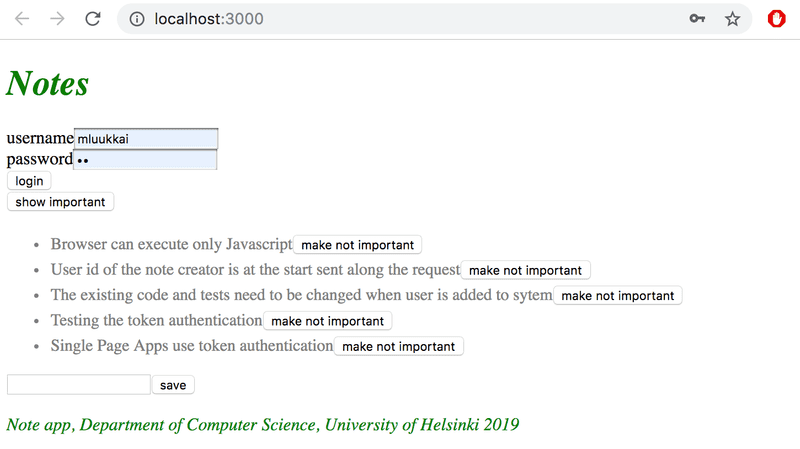 localhost:3000
Notes
username mluukkai
password ••
login
show important
• Browser can execute only Javascript make not important
• User id of the note creator is at the start sent along the request make not important
• The existing code and tests need to be changed when user is added to sytem make not important
• Testing the token authentication make not important
• Single Page Apps use token authentication make not important
save
Note app, Department of Computer Science, University of Helsinki 2019